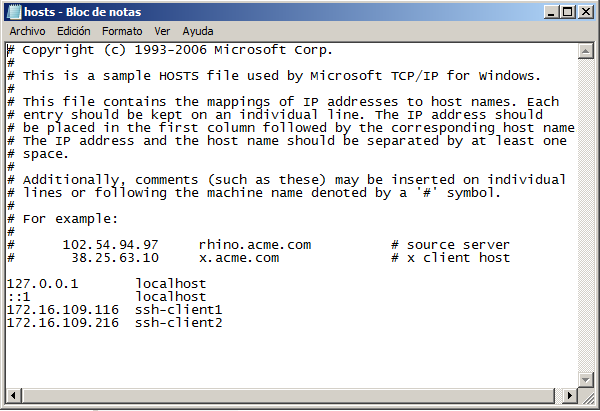 hosts - Bloc de notas
Archivo Edición Formato Ver Ayuda
# Copyright (c) 1993-2006 Microsoft Corp.
#
# This is a sample HOSTS file used by Microsoft TCP/IP for Windows.
#
# This file contains the mappings of IP addresses to host names. Each
# entry should be kept on an individual line. The IP address should
# be placed in the first column followed by the corresponding host name
# The IP address and the host name should be separated by at least one
# space.
#
# Additionally, comments (such as these) may be inserted on individual
# lines or following the machine name denoted by a '#' symbol.
#
# For example:
#
#      102.54.94.97     rhino.acme.com          # source server
#       38.25.63.10     x.acme.com              # x client host

127.0.0.1       localhost
::1             localhost
172.16.109.116  ssh-client1
172.16.109.216  ssh-client2